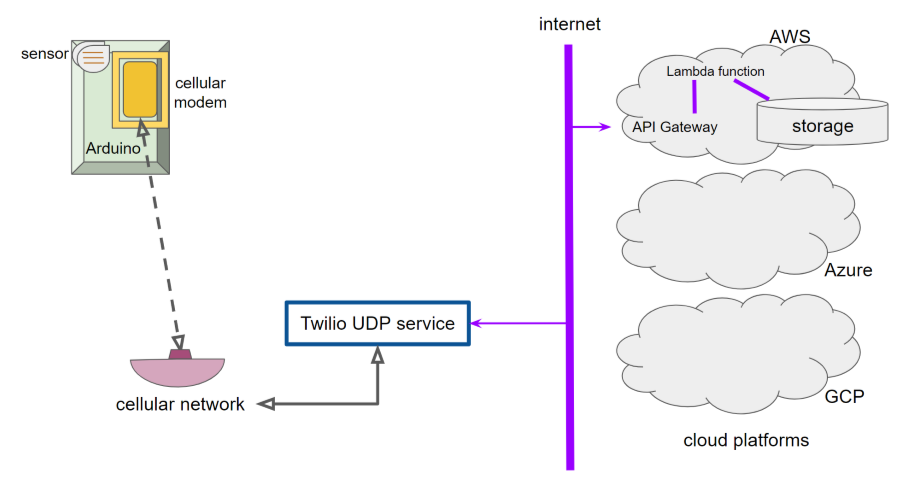 internet
AWS
sensor
Lambda function
cellular
modem
API Gateway
storage
Arduino
Azure
Twilio UDP service
GCP
cellular network
cloud platforms